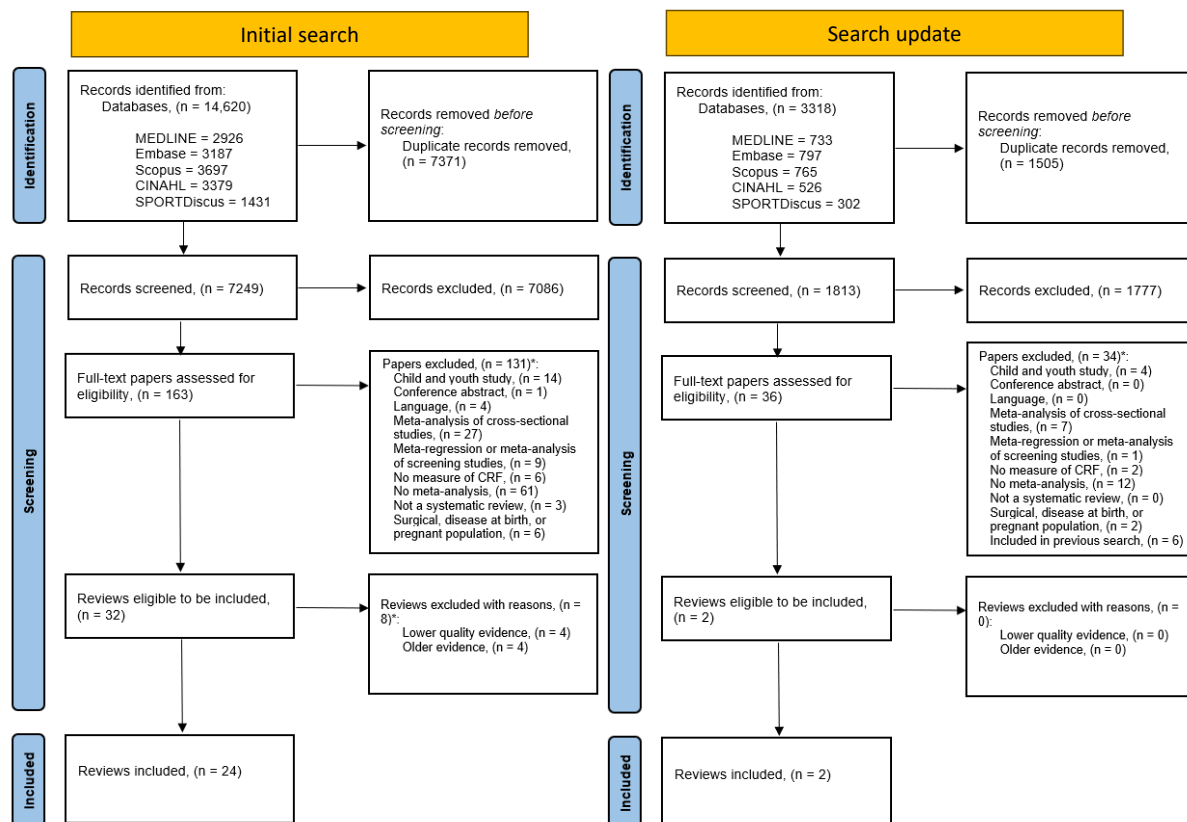 Initial search
Identification
Records identified from:
Databases, (n = 14,620)
MEDLINE = 2926
Embase = 3187
Scopus = 3697
CINAHL = 3379
SPORTDiscus = 1431
Records removed before
screening:
Duplicate records removed,
(n = 7371)
Screening
Records screened, (n = 7249)
Records excluded, (n = 7086)
Full-text papers assessed for
eligibility, (n = 163)
Papers excluded, (n = 131)*:
Child and youth study, (n = 14)
Conference abstract, (n = 1)
Language, (n = 4)
Meta-analysis of cross-sectional
studies, (n = 27)
Meta-regression or meta-analysis
of screening studies, (n = 9)
No measure of CRF, (n = 6)
No meta-analysis, (n = 61)
Not a systematic review, (n = 3)
Surgical, disease at birth, or
pregnant population, (n = 6)
Reviews eligible to be included,
(n = 32)
Reviews excluded with reasons, (n =
8)*:
Lower quality evidence, (n = 4)
Older evidence, (n = 4)
Included
Reviews included, (n = 24)
Search update
Identification
Records identified from:
Databases, (n = 3318)
MEDLINE = 733
Embase = 797
Scopus = 765
CINAHL = 526
SPORTDiscus = 302
Records removed before
screening:
Duplicate records removed,
(n = 1505)
Screening
Records screened, (n = 1813)
Records excluded, (n = 1777)
Full-text papers assessed for
eligibility, (n = 36)
Papers excluded, (n = 34)*:
Child and youth study, (n = 4)
Conference abstract, (n = 0)
Language, (n = 0)
Meta-analysis of cross-sectional
studies, (n = 7)
Meta-regression or meta-analysis
of screening studies, (n = 1)
No measure of CRF, (n = 2)
No meta-analysis, (n = 12)
Not a systematic review, (n = 0)
Surgical, disease at birth, or
pregnant population, (n = 2)
Included in previous search, (n = 6)
Reviews eligible to be included,
(n = 2)
Reviews excluded with reasons, (n =
0):
Lower quality evidence, (n = 0)
Older evidence, (n = 0)
Included
Reviews included, (n = 2)